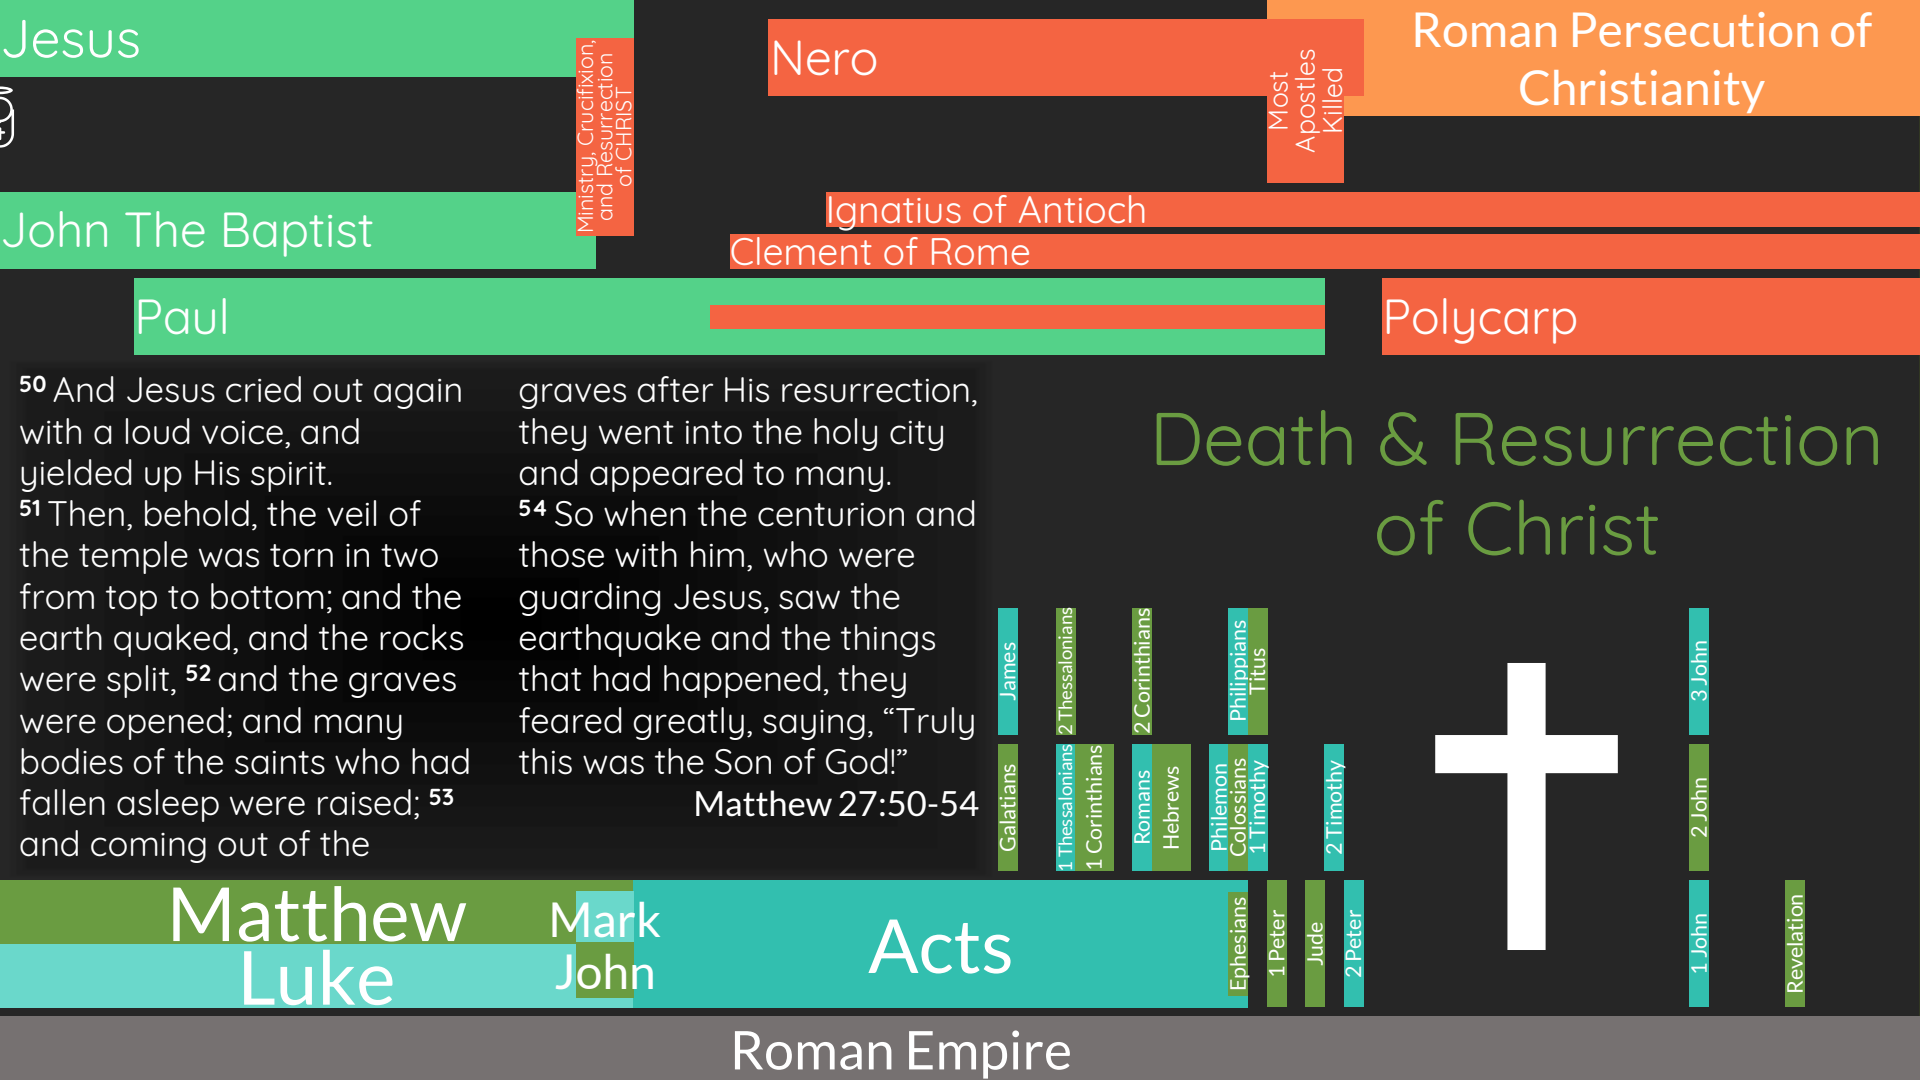 Jesus
Ministry, Crucifixion,
and Resurrection
of CHRIST
Nero
Most
Apostles
Killed
Roman Persecution of
Christianity
John The Baptist
Ignatius of Antioch
Clement of Rome
Paul
Polycarp
50 And Jesus cried out again
with a loud voice, and
yielded up His spirit.
51 Then, behold, the veil of
the temple was torn in two
from top to bottom; and the
earth quaked, and the rocks
were split, 52 and the graves
were opened; and many
bodies of the saints who had
fallen asleep were raised; 53
and coming out of the
graves after His resurrection,
they went into the holy city
and appeared to many.
54 So when the centurion and
those with him, who were
guarding Jesus, saw the
earthquake and the things
that had happened, they
feared greatly, saying, “Truly
this was the Son of God!”
Matthew 27:50-54
Death & Resurrection
of Christ
James
2 Thessalonians
2 Corinthians
Philippians
Titus
3 John
Galatians
1 Thessalonians
1 Corinthians
Romans
Hebrews
Philemon
Colossians
1 Timothy
2 Timothy
2 John
Matthew
Luke
Mark
John
Acts
Ephesians
1 Peter
Jude
2 Peter
1 John
Revelation
Roman Empire